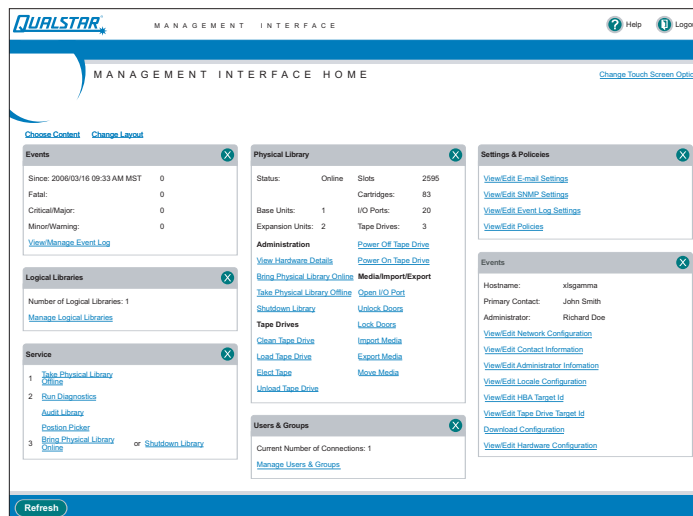 QUALSTAR
MANAGEMENT INTERFACE
Help
Logou
MANAGEMENT INTERFACE HOME
Change Touch Screen Optio
Choose Content Change Layout
Events X
Since: 2006/03/16 09:33 AM MST 0
Fatal: 0
Critical/Major: 0
Minor/Warning: 0
View/Manage Event Log
Logical Libraries X
Number of Logical Libraries: 1
Manage Logical Libraries
Service X
1 Take Physical Library
Offline
2 Run Diagnostics
Audit Library
Postion Picker
3 Bring Physical Library
Online
or Shutdown Library
Physical Library X
Status: Online Slots 2595
Cartridges: 83
Base Units: 1 I/O Ports: 20
Expansion Units: 2 Tape Drives: 3
Administration Power Off Tape Drive
View Hardware Details Power On Tape Drive
Bring Physical Library Online Media/Import/Export
Take Physical Library Offline Open I/O Port
Shutdown Library Unlock Doors
Tape Drives Lock Doors
Clean Tape Drive Import Media
Load Tape Drive Export Media
Elect Tape Move Media
Unload Tape Drive
Users & Groups X
Current Number of Connections: 1
Manage Users & Groups
Settings & Policeies X
View/Edit E-mail Settings
View/Edit SNMP Settings
View/Edit Event Log Settings
View/Edit Policies
Events X
Hostname: xlsgamma
Primary Contact: John Smith
Administrator: Richard Doe
View/Edit Network Configuration
View/Edit Contact Information
View/Edit Administrator Infomation
View/Edit Locale Configuration
View/Edit HBA Target Id
View/Edit Tape Drive Target Id
Download Configuration
View/Edit Hardware Configuration
Refresh